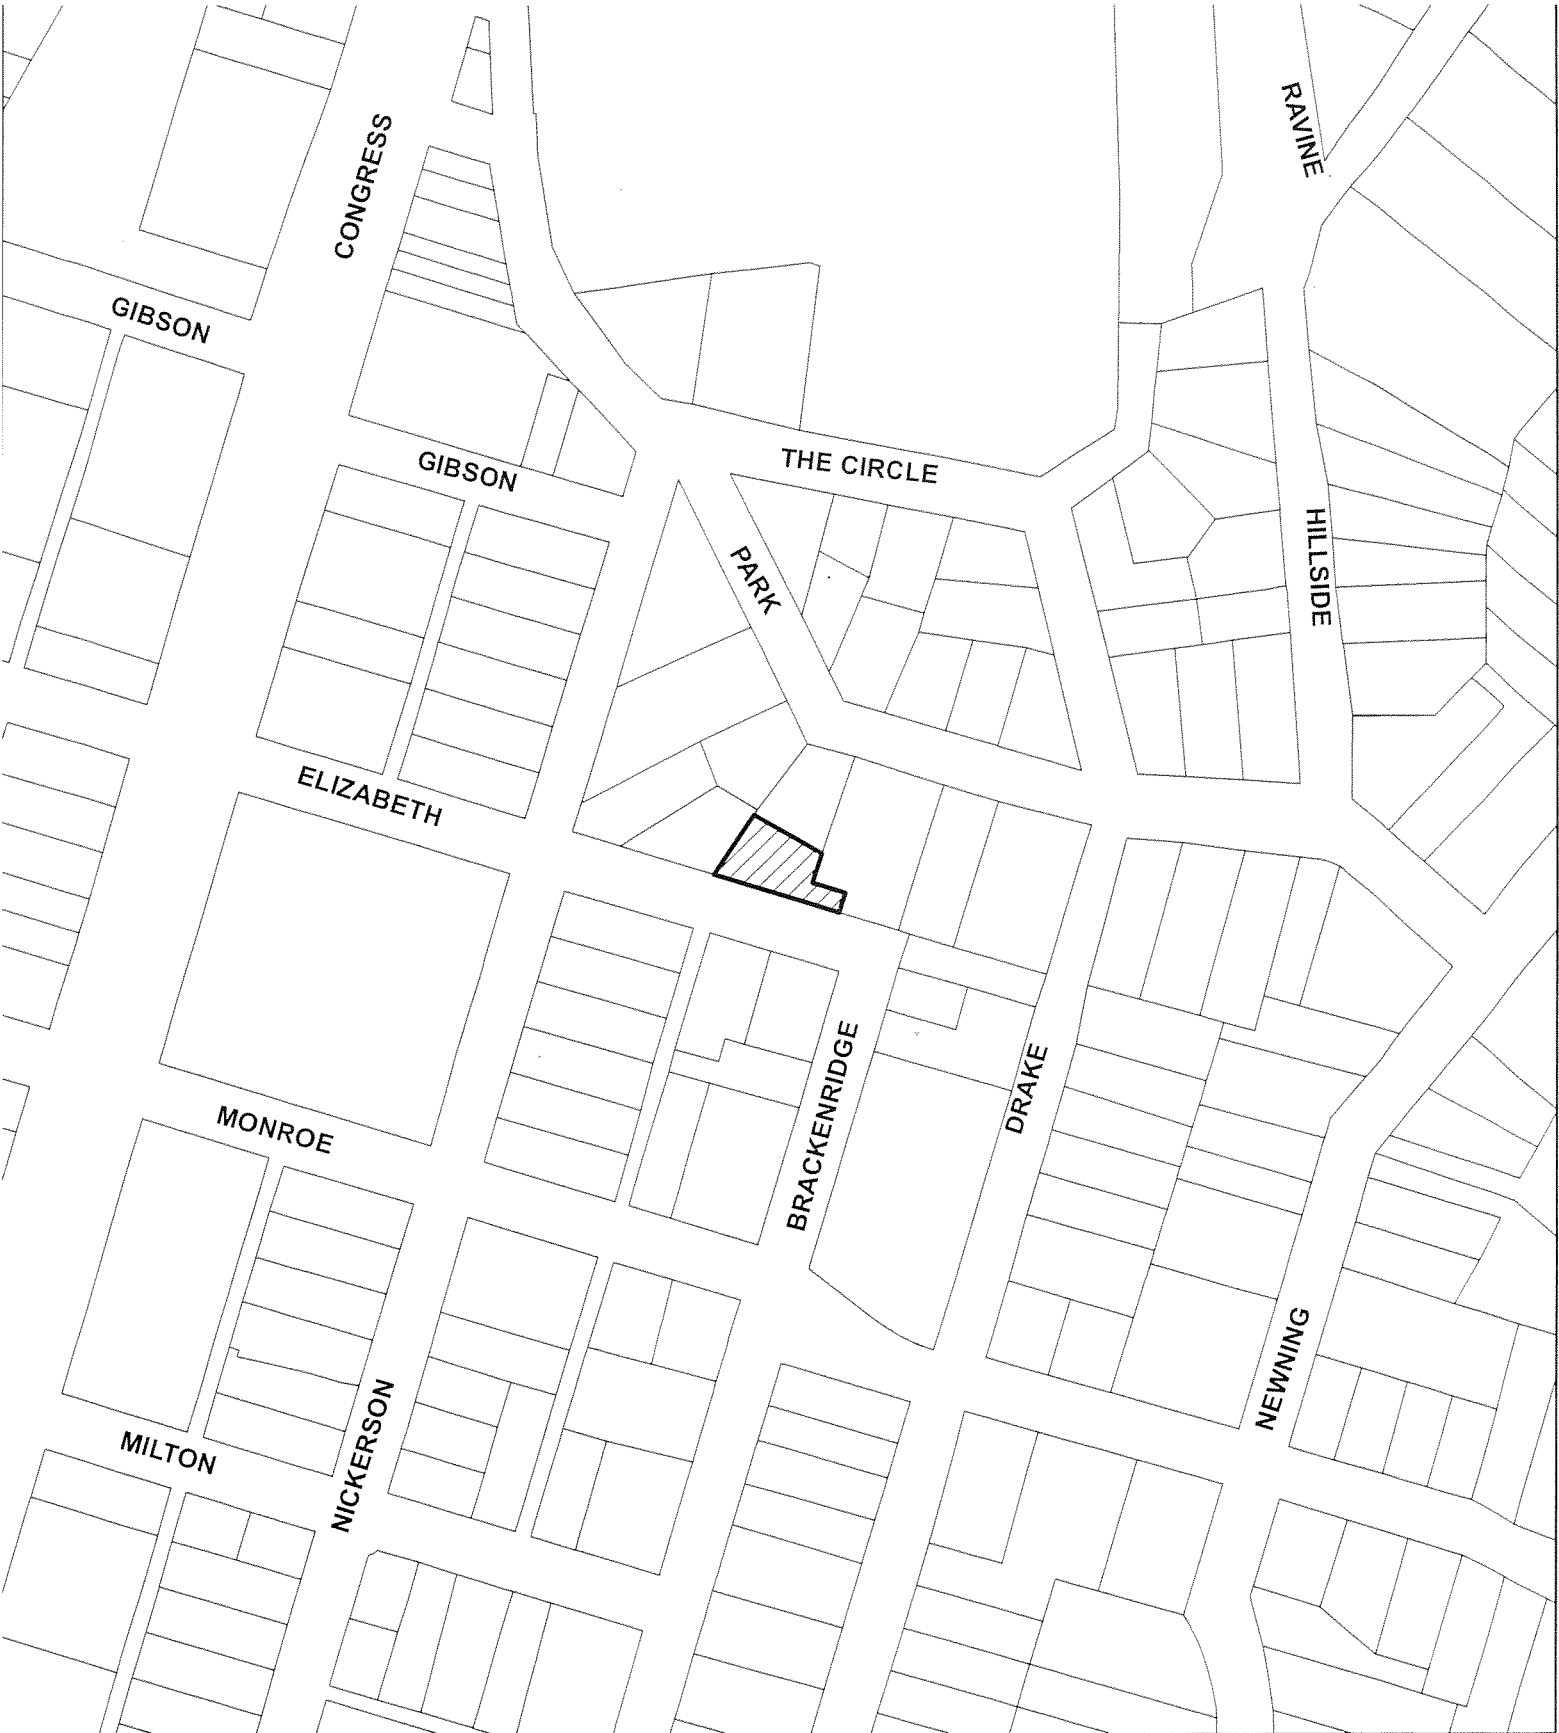 RAVINE
CONGRESS
GIBSON
GIBSON
THE CIRCLE
PARK
HILLSIDE
ELIZABETH
BRACKENRIDGE
DRAKE
MONROE
NEWNING
NICKERSON
MILTON